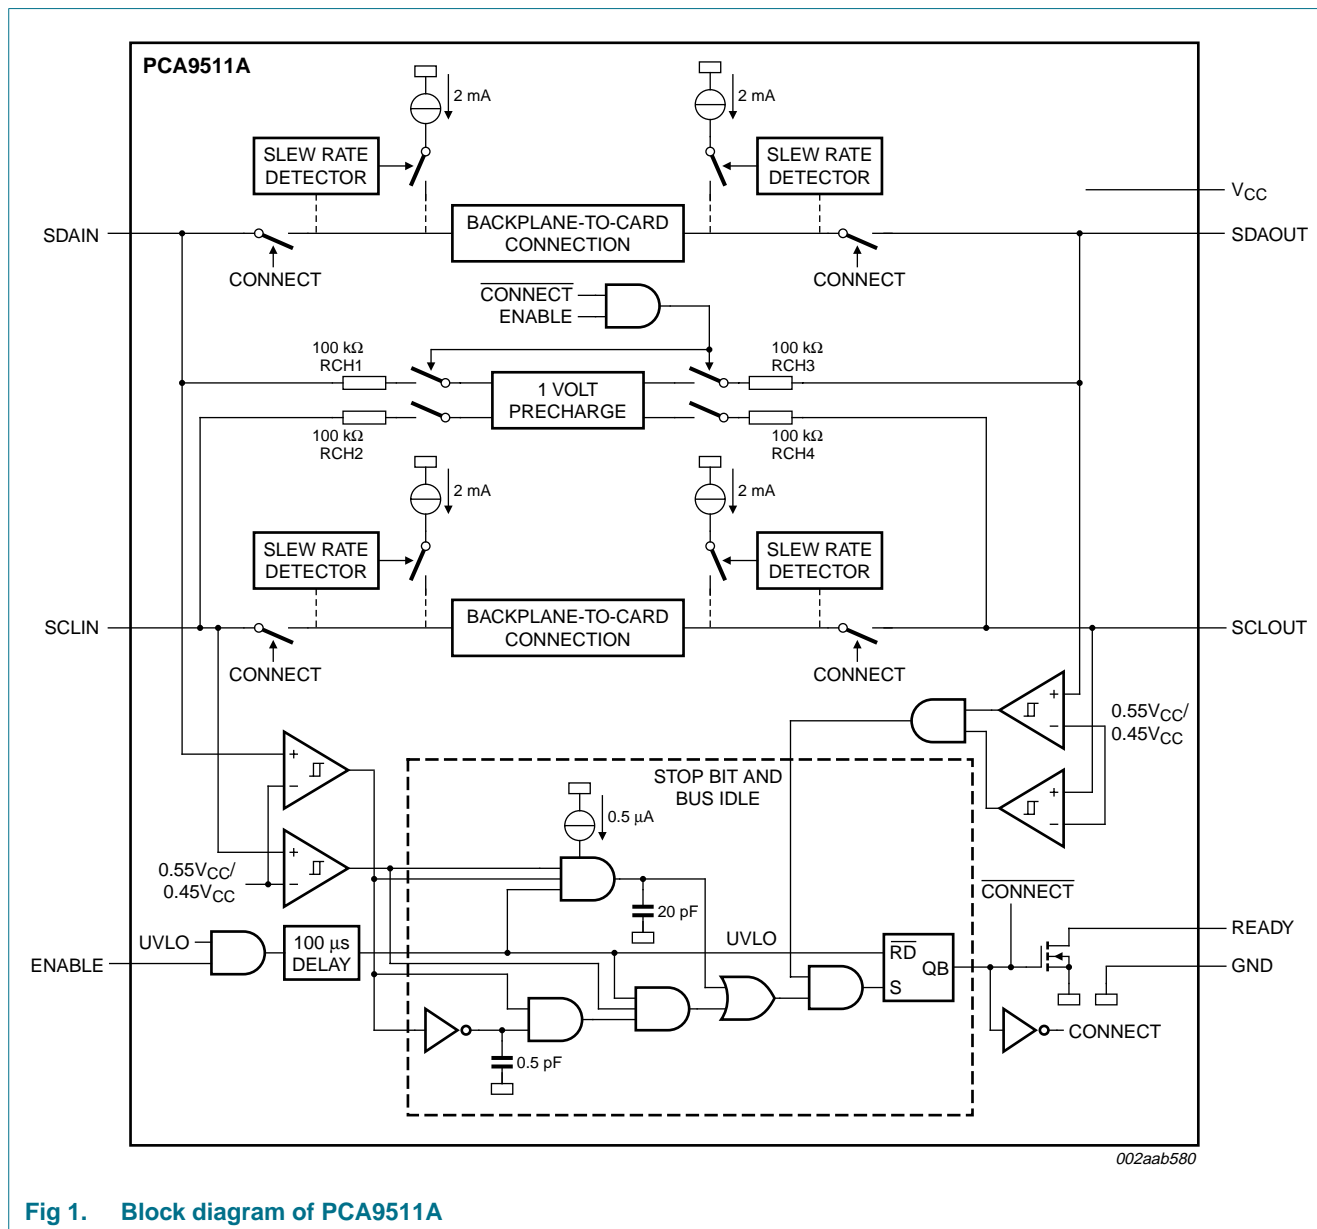 PCA9511A
2 mA
2 mA
SLEW RATE
DETECTOR
SLEW RATE
DETECTOR
VCC
SDAIN
BACKPLANE-TO-CARD
CONNECTION
SDAOUT
CONNECT
CONNECT
CONNECT
ENABLE
100 kΩ
RCH1
100 kΩ
RCH3
1 VOLT
PRECHARGE
100 kΩ
RCH2
100 kΩ
RCH4
2 mA
2 mA
SLEW RATE
DETECTOR
SLEW RATE
DETECTOR
SCLIN
BACKPLANE-TO-CARD
CONNECTION
SCLOUT
CONNECT
CONNECT
+
−
0.55VCC/
0.45VCC
+
−
STOP BIT AND
BUS IDLE
+
−
0.5 μA
+
−
0.55VCC/
0.45VCC
CONNECT
20 pF
UVLO
100 μs
DELAY
UVLO
READY
ENABLE
RD
QB
S
GND
CONNECT
0.5 pF
002aab580
Fig 1. Block diagram of PCA9511A